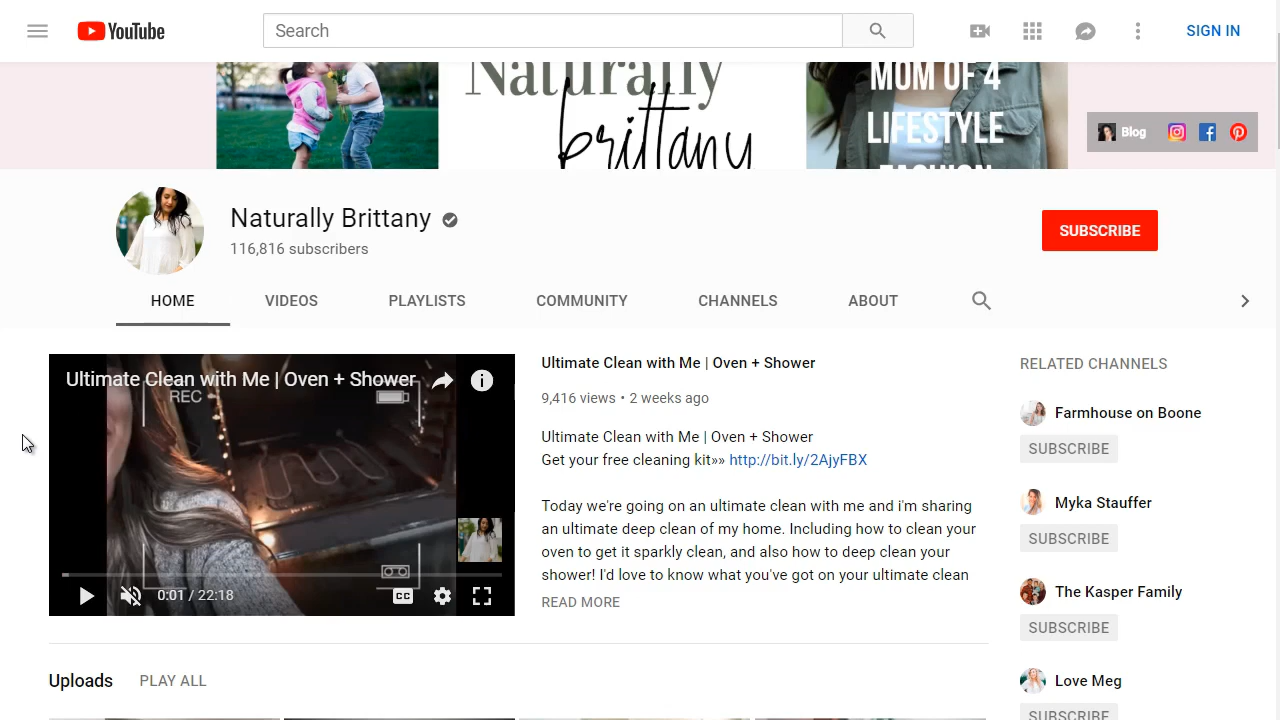 YouTube
Search
SIGN IN
Naturally
brittany
MOM OF 4
LIFESTYLE
FASHION
Blog
Naturally Brittany
116,816 subscribers
SUBSCRIBE
HOME
VIDEOS
PLAYLISTS
COMMUNITY
CHANNELS
ABOUT
Ultimate Clean with Me | Oven + Shower
REC
0:01 / 22:18
CC
Ultimate Clean with Me | Oven + Shower
9,416 views • 2 weeks ago
Ultimate Clean with Me | Oven + Shower
Get your free cleaning kit»» http://bit.ly/2AjyFBX
Today we're going on an ultimate clean with me and i'm sharing
an ultimate deep clean of my home. Including how to clean your
oven to get it sparkly clean, and also how to deep clean your
shower! I'd love to know what you've got on your ultimate clean
READ MORE
RELATED CHANNELS
Farmhouse on Boone
SUBSCRIBE
Myka Stauffer
SUBSCRIBE
The Kasper Family
SUBSCRIBE
Love Meg
SUBSCRIBE
Uploads
PLAY ALL